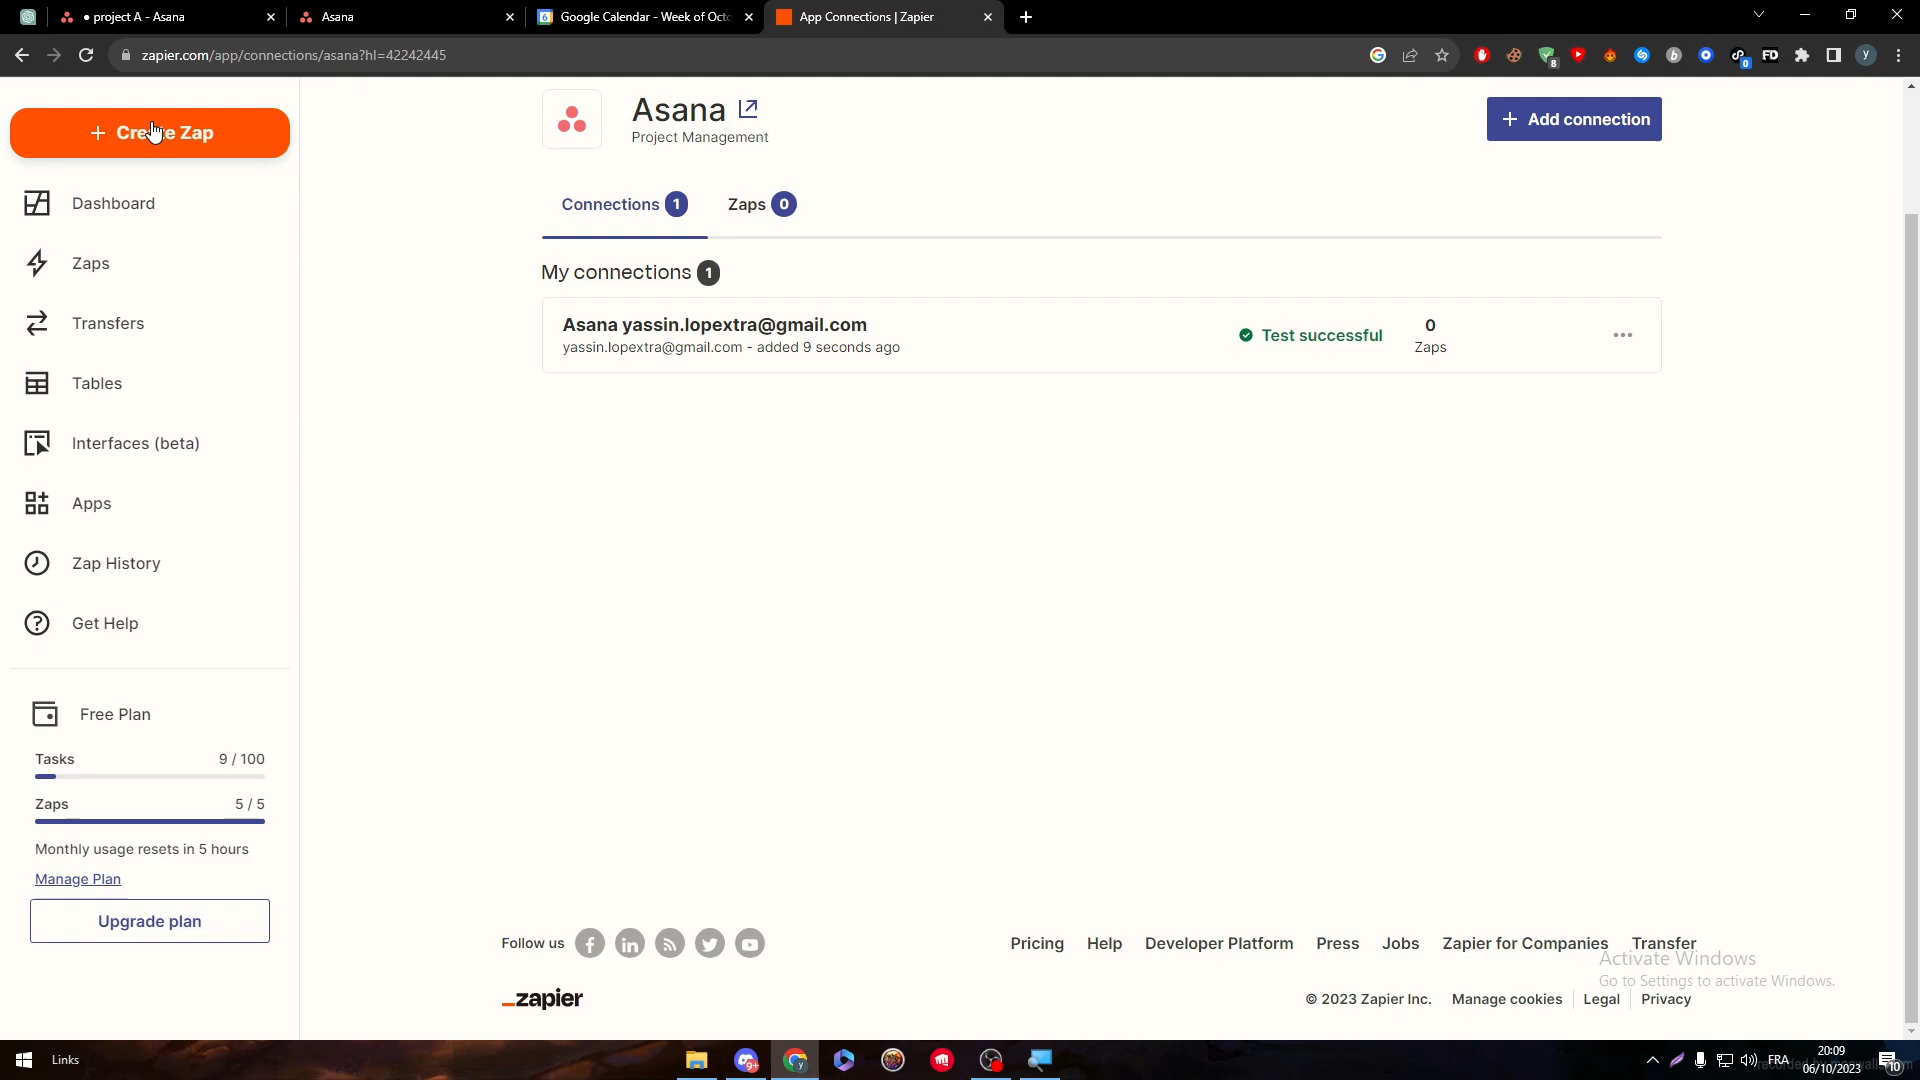 project A - Asana
Asana
Google Calendar - Week of Octo
App Connections | Zapier
zapier.com/app/connections/asana?hl=42242445
Create Zap
Dashboard
Zaps
Transfers
Tables
Interfaces (beta)
Apps
Zap History
Get Help
Free Plan
Tasks 9 / 100
Zaps 5 / 5
Monthly usage resets in 5 hours
Manage Plan
Upgrade plan
Asana
Project Management
+ Add connection
Connections 1
Zaps 0
My connections 1
Asana yassin.lopextra@gmail.com
yassin.lopextra@gmail.com - added 9 seconds ago
Test successful
0
Zaps
Follow us
Pricing Help Developer Platform Press Jobs Zapier for Companies Transfer
zapier
© 2023 Zapier Inc. Manage cookies Legal Privacy
Activate Windows
Go to Settings to activate Windows.
Links
FRA
20:09
06/10/2023
10